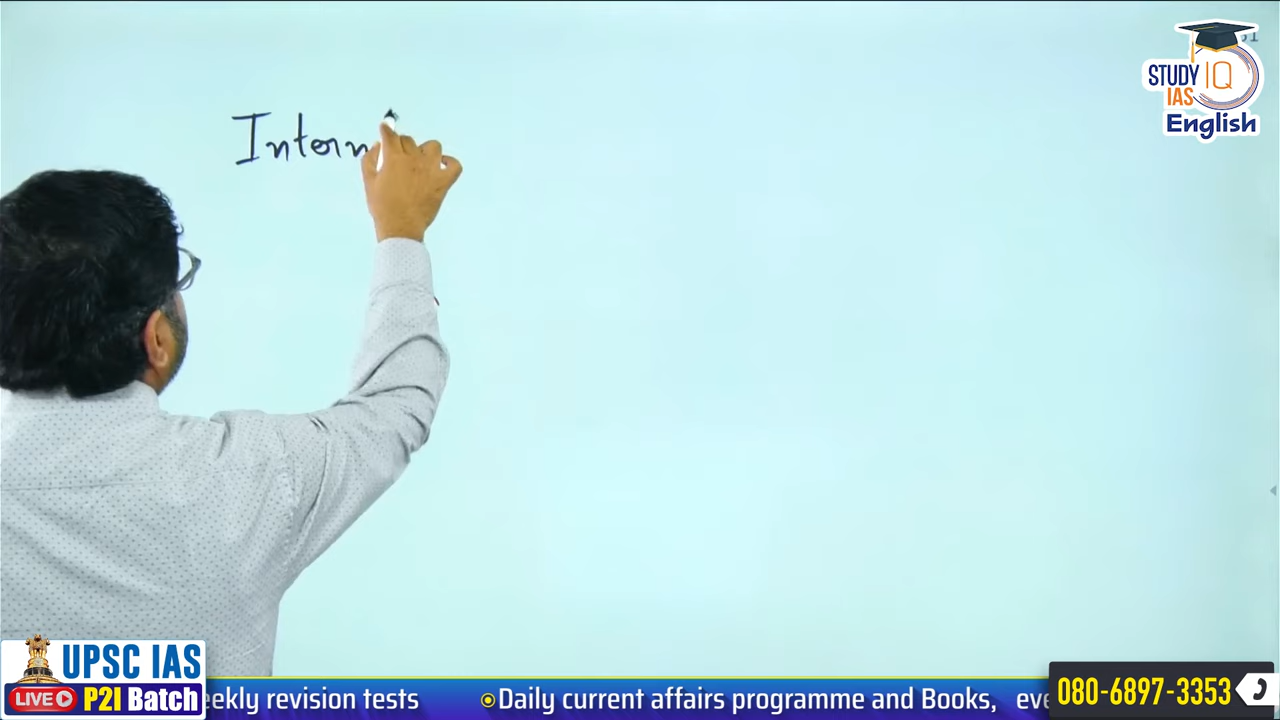 STUDY IQ
IAS
English
Intern
UPSC IAS
LIVE P2I Batch
eekly revision tests Daily current affairs programme and Books, eve
080-6897-3353